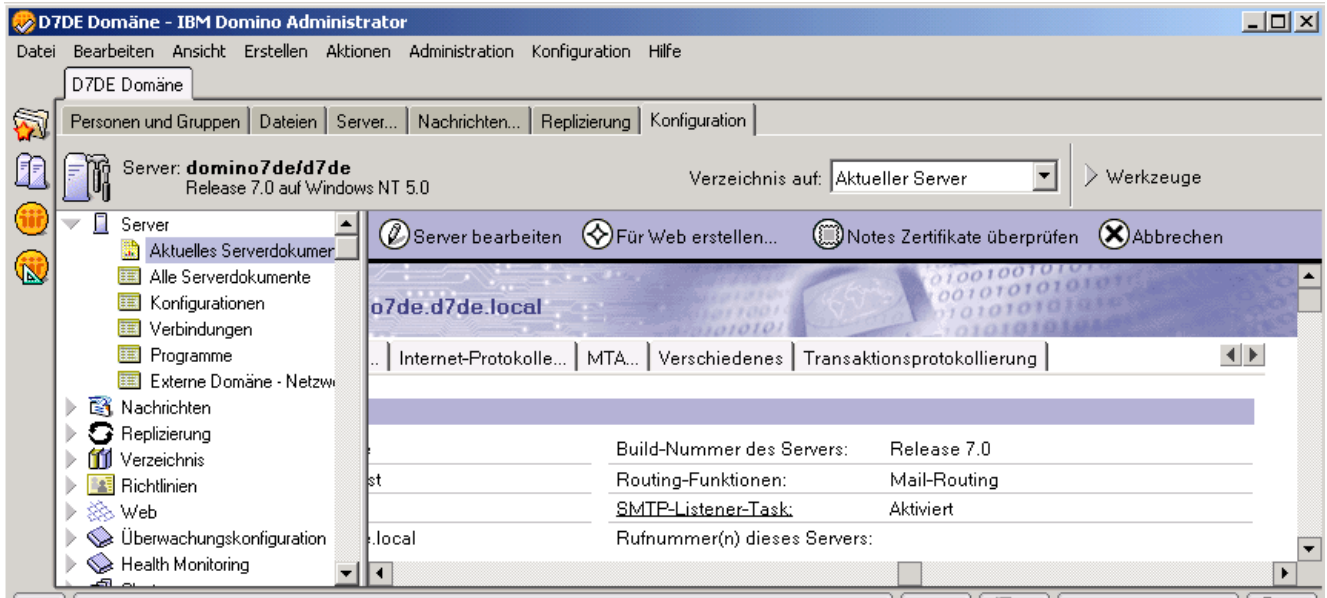 D7DE Domäne - IBM Domino Administrator
Datei Bearbeiten Ansicht Erstellen Aktionen Administration Konfiguration Hilfe
D7DE Domäne
Personen und Gruppen Dateien Server... Nachrichten... Replizierung Konfiguration
Server: domino7de/d7de
Release 7.0 auf Windows NT 5.0
Verzeichnis auf: Aktueller Server
Werkzeuge
Server
Aktuelles Serverdokumen
Alle Serverdokumente
Konfigurationen
Verbindungen
Programme
Externe Domäne - Netzw
Nachrichten
Replizierung
Verzeichnis
Richtlinien
Web
Überwachungskonfiguration
Health Monitoring
Server bearbeiten Für Web erstellen... Notes Zertifikate überprüfen Abbrechen
o7de.d7de.local
.. Internet-Protokolle... MTA... Verschiedenes Transaktionsprotokollierung
Build-Nummer des Servers: Release 7.0
st Routing-Funktionen: Mail-Routing
SMTP-Listener-Task: Aktiviert
.local Rufnummer(n) dieses Servers: